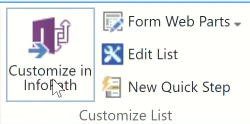 Customize in
InfoPath
Form Web Parts
Edit List
New Quick Step
Customize List